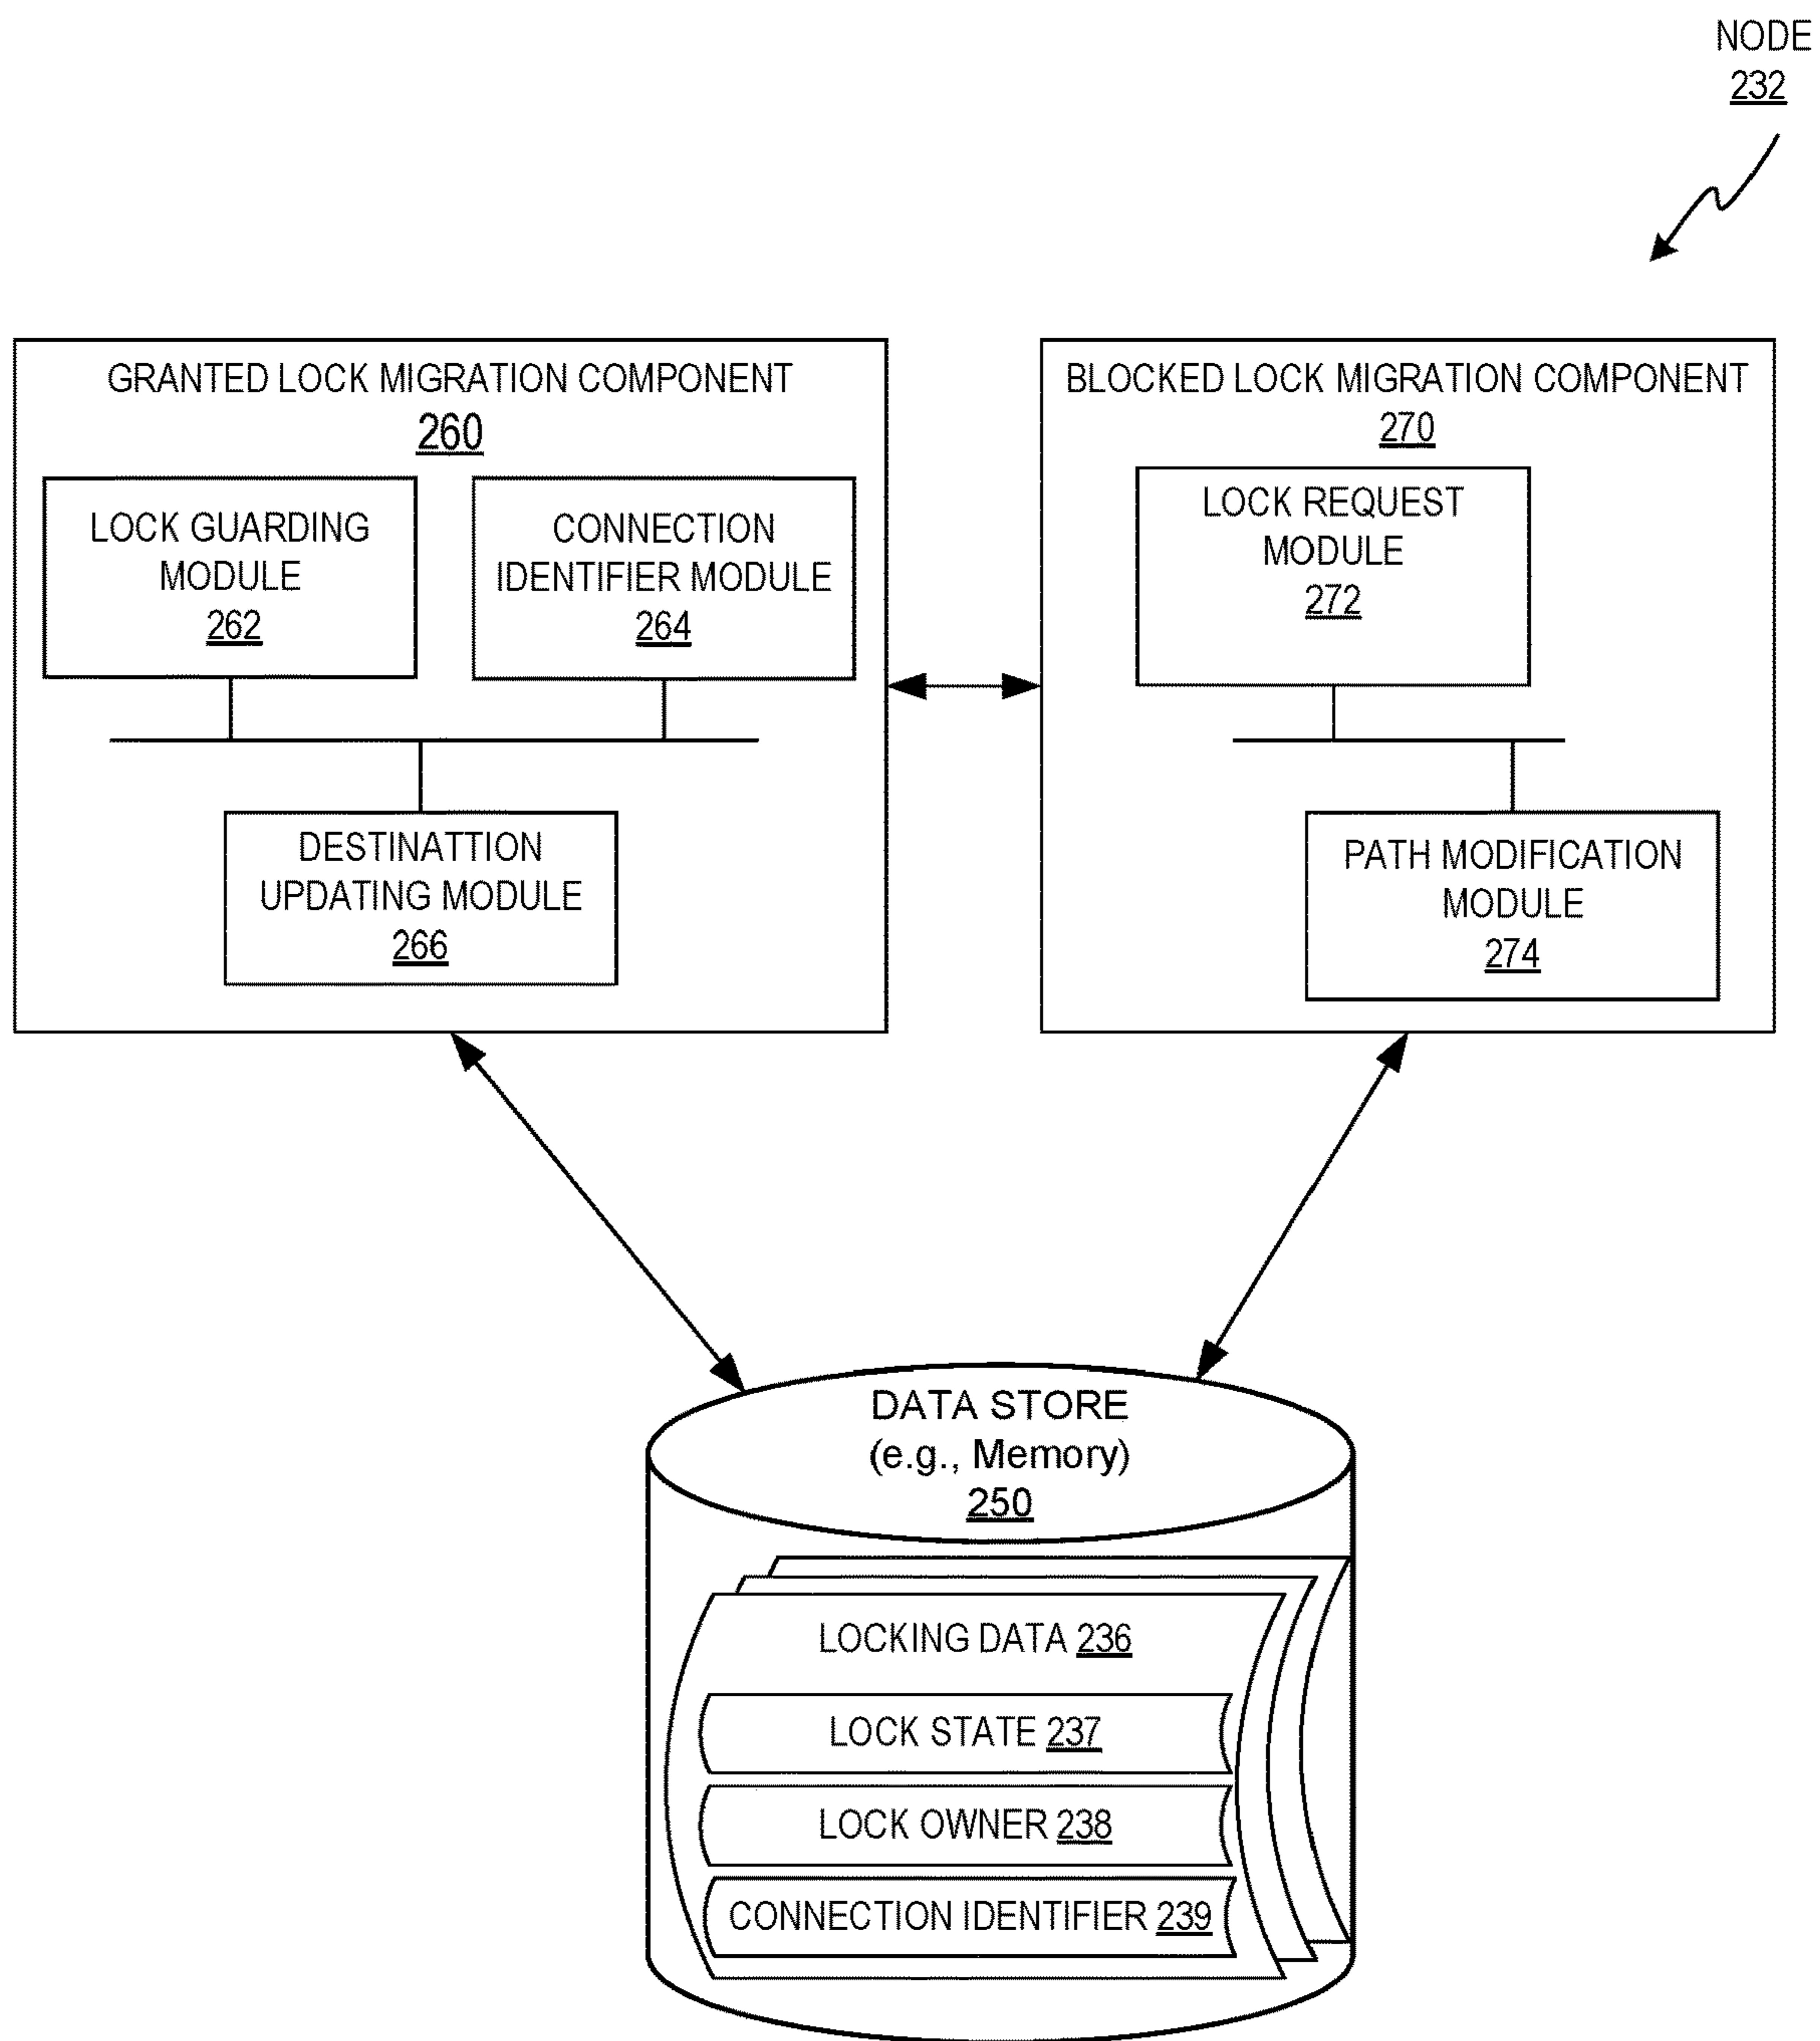 NODE
232
GRANTED LOCK MIGRATION COMPONENT
260
LOCK GUARDING
MODULE
262
CONNECTION
IDENTIFIER MODULE
264
DESTINATTION
UPDATING MODULE
266
BLOCKED LOCK MIGRATION COMPONENT
270
LOCK REQUEST
MODULE
272
PATH MODIFICATION
MODULE
274
DATA STORE
(e.g., Memory)
250
LOCKING DATA 236
LOCK STATE 237
LOCK OWNER 238
CONNECTION IDENTIFIER 239